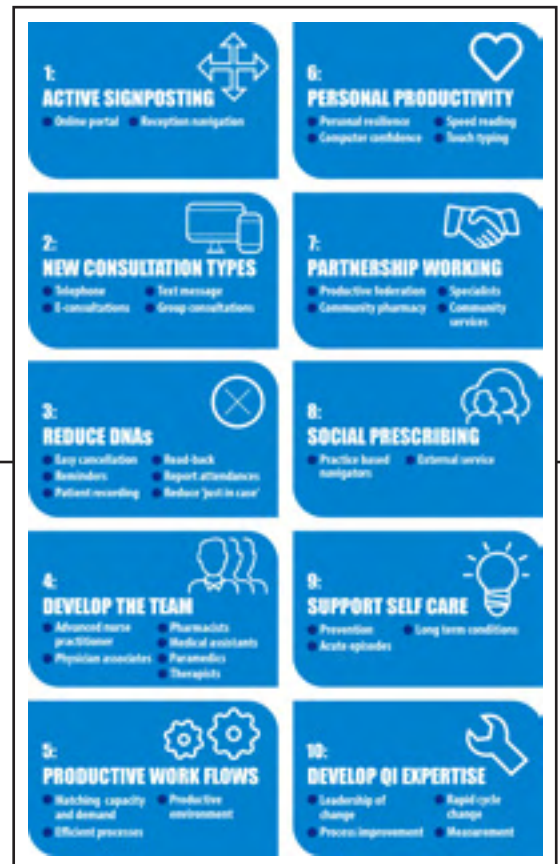 1:
ACTIVE SIGNPOSTING
Online portal
Reception navigation
2:
NEW CONSULTATION TYPES
Telephone
Text message
E-consultations
Group consultations
3:
REDUCE DNAs
Easy cancellation
Read-back
Reminders
Report attendances
Patient recording
Reduce 'just in case'
4:
DEVELOP THE TEAM
Advanced nurse
practitioner
Physician associates
Pharmacists
Medical assistants
Paramedics
Therapists
5:
PRODUCTIVE WORK FLOWS
Matching capacity
and demand
Efficient processes
Productive
environment
6:
PERSONAL PRODUCTIVITY
Personal resilience
Speed reading
Computer confidence
Touch typing
7:
PARTNERSHIP WORKING
Productive federation
Specialists
Community pharmacy
Community
services
8:
SOCIAL PRESCRIBING
Practice based
navigators
External service
9:
SUPPORT SELF CARE
Prevention
Long term conditions
Acute episodes
10:
DEVELOP QI EXPERTISE
Leadership of
change
Process improvement
Rapid cycle
change
Measurement